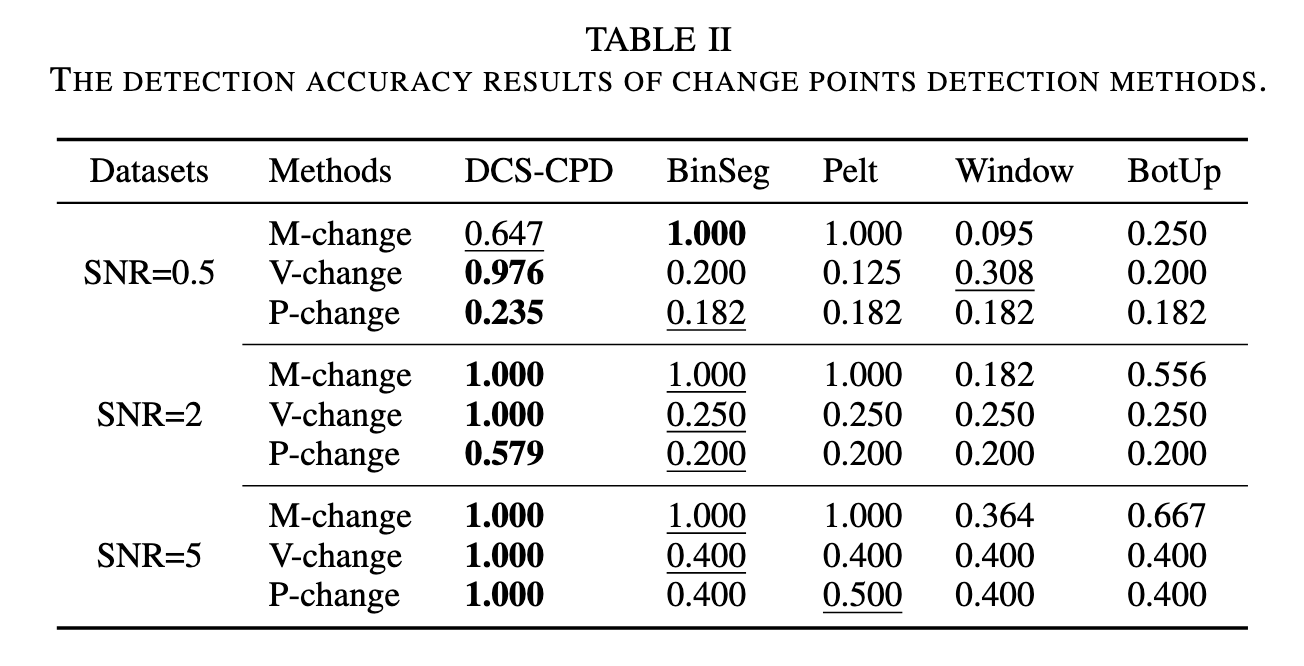 TABLE II
THE DETECTION ACCURACY RESULTS OF CHANGE POINTS DETECTION METHODS.
Datasets Methods DCS-CPD BinSeg Pelt Window BotUp
M-change 0.647 1.000 1.000 0.095 0.250
SNR=0.5 V-change 0.976 0.200 0.125 0.308 0.200
P-change 0.235 0.182 0.182 0.182 0.182
M-change 1.000 1.000 1.000 0.182 0.556
SNR=2 V-change 1.000 0.250 0.250 0.250 0.250
P-change 0.579 0.200 0.200 0.200 0.200
M-change 1.000 1.000 1.000 0.364 0.667
SNR=5 V-change 1.000 0.400 0.400 0.400 0.400
P-change 1.000 0.400 0.500 0.400 0.400